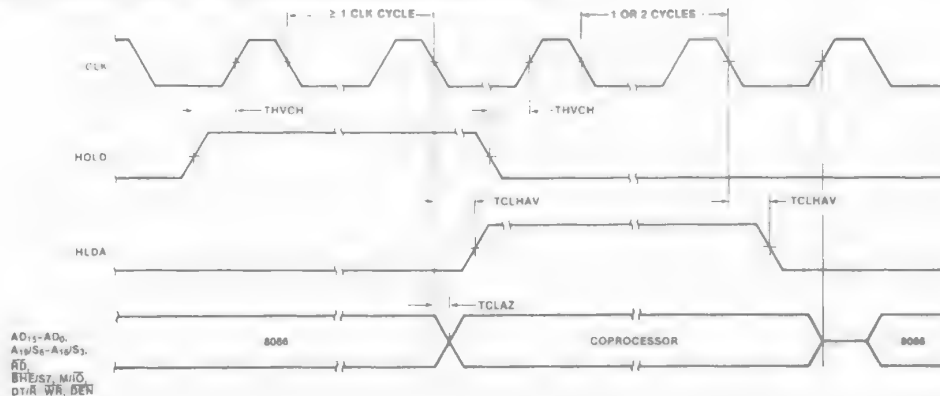 ≥ 1 CLK CYCLE
1 OR 2 CYCLES
CLK
THVCH
THVCH
HOLD
TCLHAV
TCLHAV
HLDA
TCLAZ
AD15-AD0,
A19/S6-A16/S3,
RD,
BHE/S7, M/IO,
DT/R, WR, DEN
8086
COPROCESSOR
8086